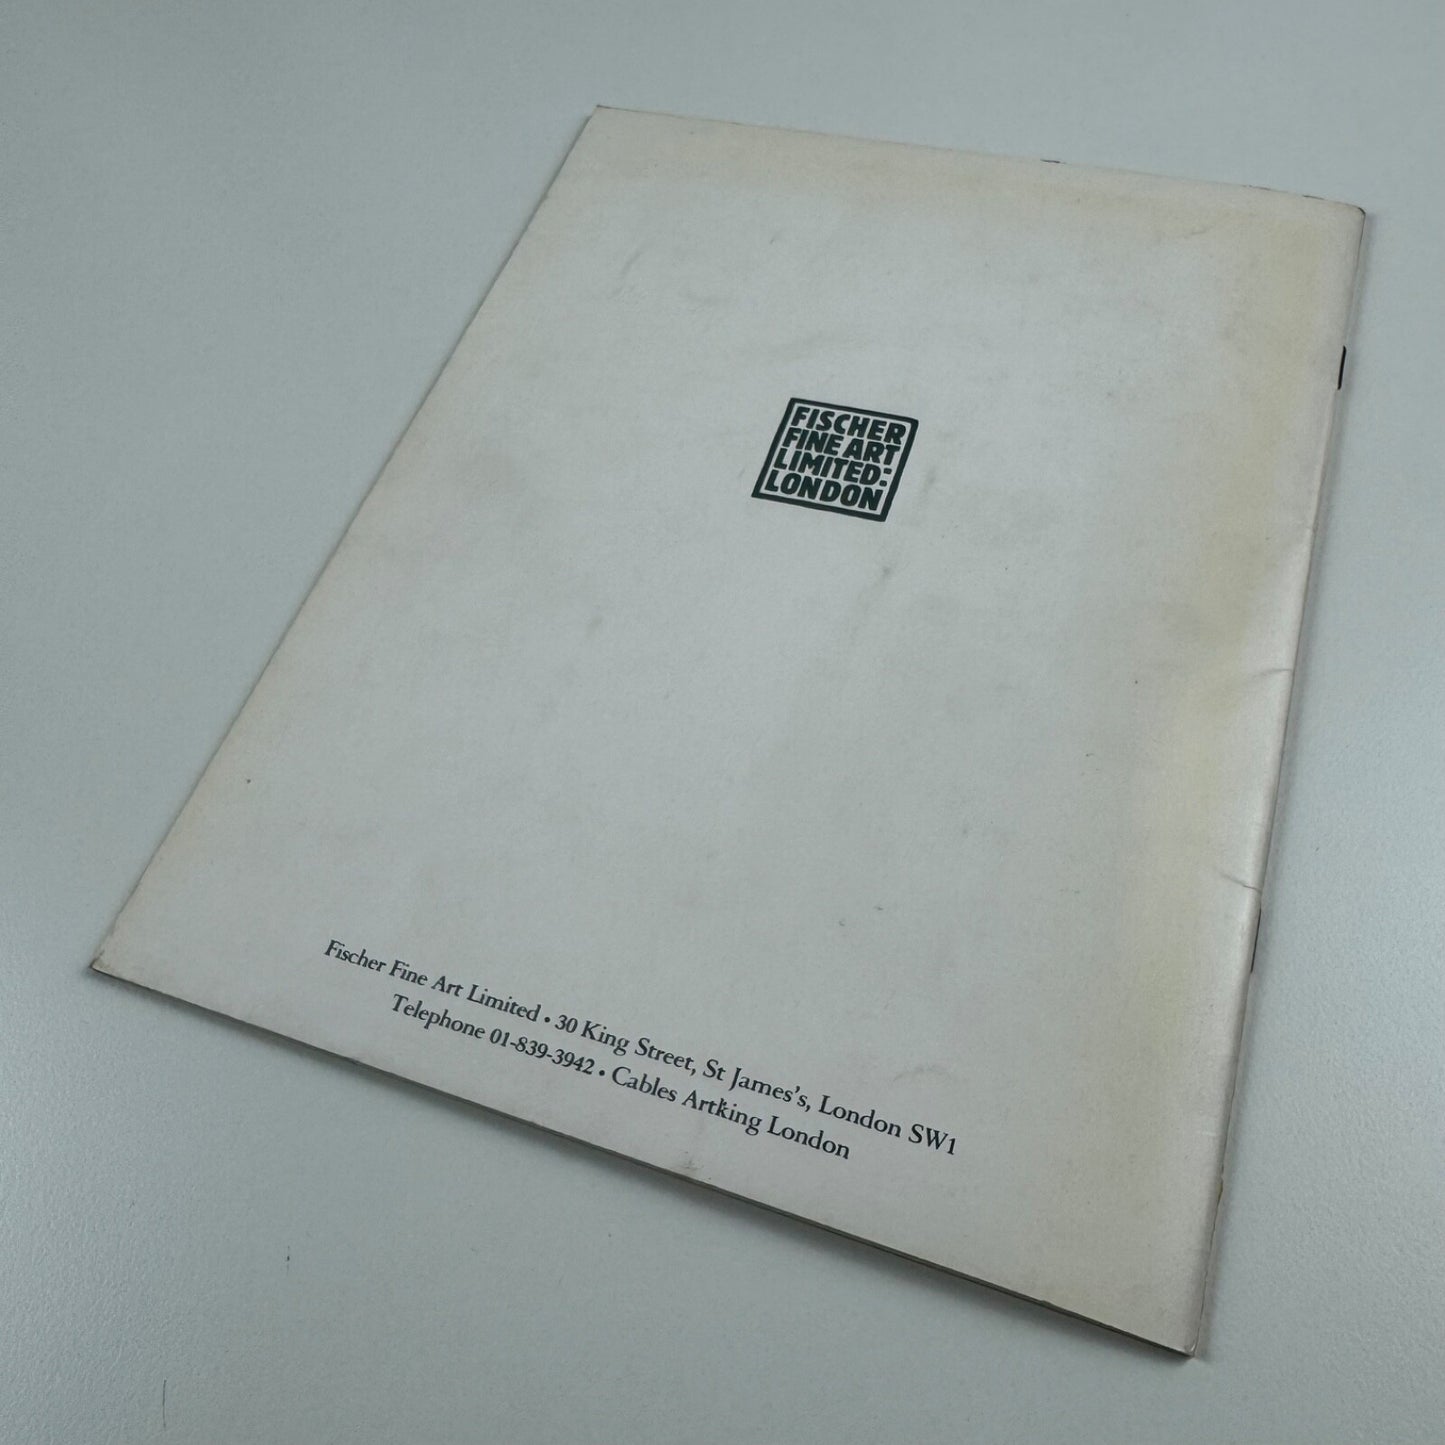 FISCHER
FINE ART
LIMITED:
LONDON
Fischer Fine Art Limited • 30 King Street, St James's, London SW1
Telephone 01-839-3942 • Cables Artking London